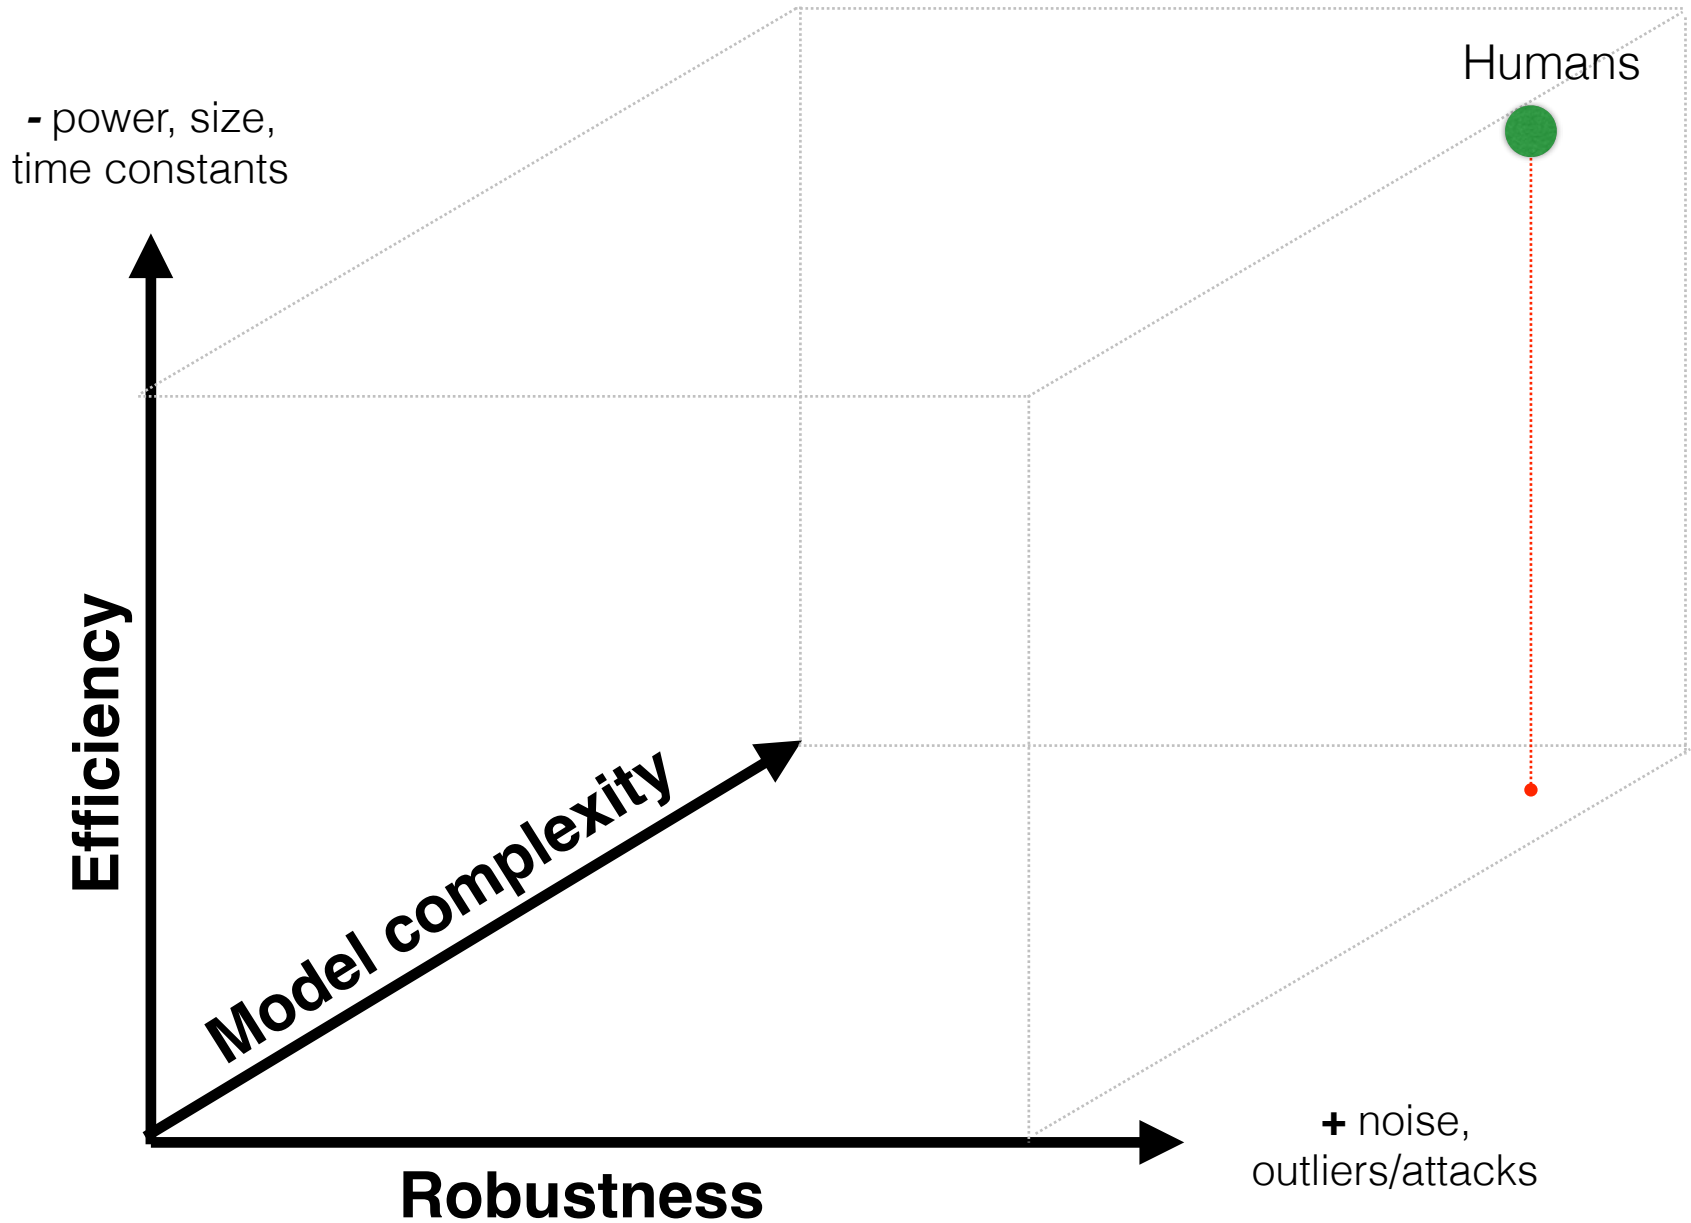 Humans
- power, size,
time constants
Efficiency
Model complexity
+ noise,
outliers/attacks
Robustness